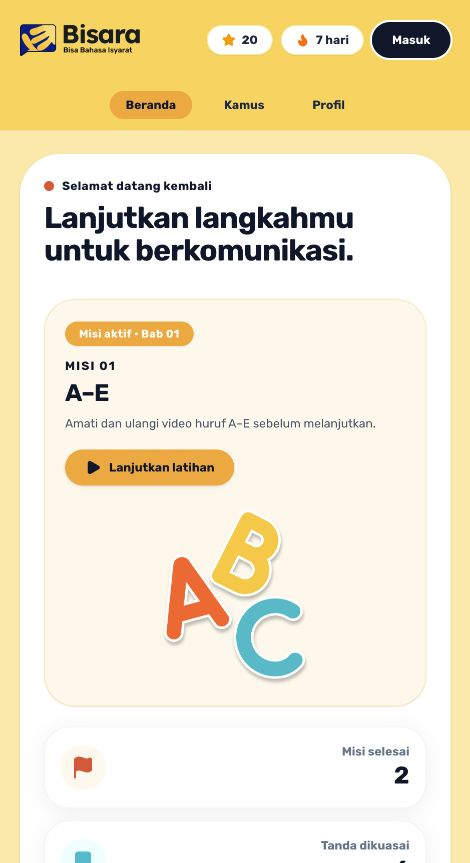 Bisara
Bisa Bahasa Isyarat
20
7 hari
Masuk
Beranda
Kamus
Profil
Selamat datang kembali
Lanjutkan langkahmu
untuk berkomunikasi.
Misi aktif • Bab 01
MISI 01
A–E
Amati dan ulangi video huruf A–E sebelum melanjutkan.
Lanjutkan latihan
A
B
C
Misi selesai
2
Tanda dikuasai